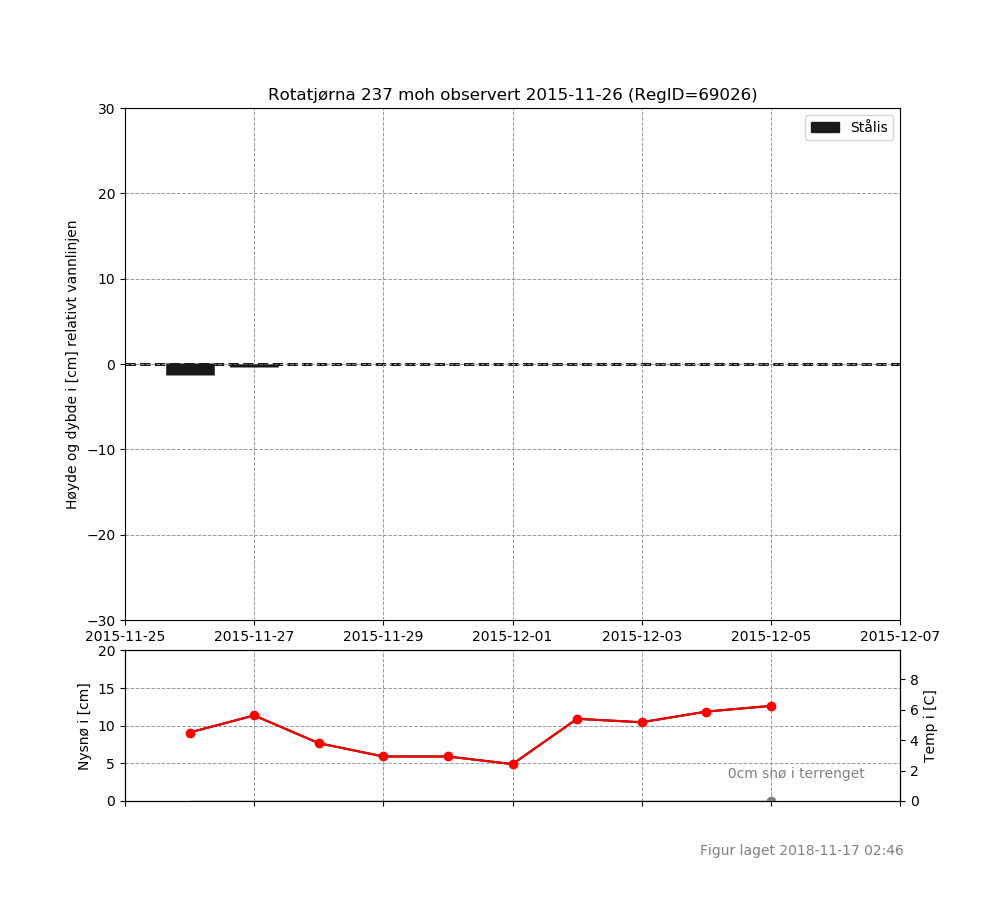 Rotatjørna 237 moh observert 2015-11-26 (RegID=69026)
Stålis
Høyde og dybde i [cm] relativt vannlinjen
30
20
10
0
−10
−20
−30
2015-11-25 2015-11-27 2015-11-29 2015-12-01 2015-12-03 2015-12-05 2015-12-07
Nysnø i [cm]
20
15
10
5
0
8
6
4
2
0
Temp i [C]
0cm snø i terrenget
Figur laget 2018-11-17 02:46